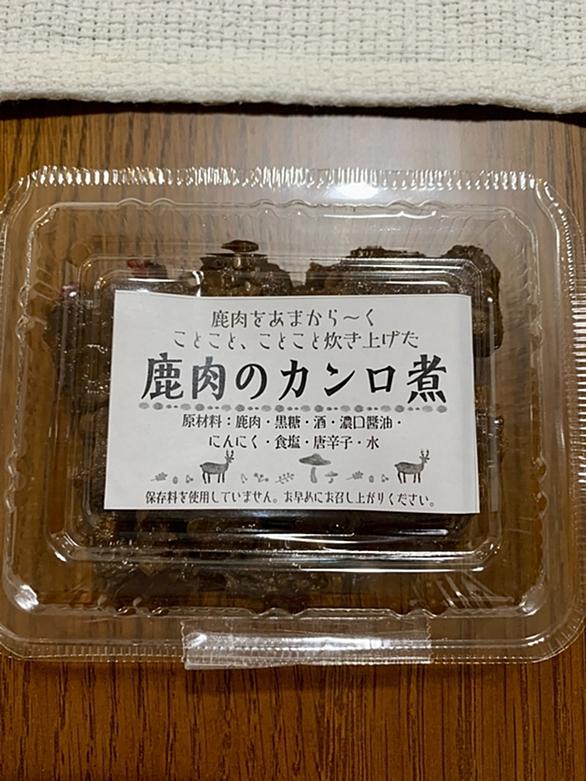 鹿肉をあまから〜く
ことこと、ことこと炊き上げた
鹿肉のカンロ煮
原材料：鹿肉・黒糖・酒・濃口醤油・
にんにく・食塩・唐辛子・水
保存料を使用していません。お早めにお召し上がりください。